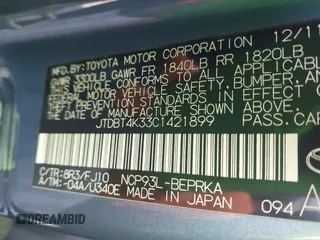 MFD.BY:TOYOTA MOTOR CORPORATION 12/11
GVWR 3300LB GAWR FR 1840LB RR 1820LB
THIS VEHICLE CONFORMS TO ALL APPLICABLE
FEDERAL MOTOR VEHICLE SAFETY, BUMPER, AND
THEFT PREVENTION STANDARDS IN EFFECT
ON THE DATE OF MANUFACTURE
JTDBT4K33C1421899 PASS.CAR
C/TR:8R3/FJ10 NCP93L-BEPRKA
A/TM:-04A/U340E MADE IN JAPAN 094
DREAMBID